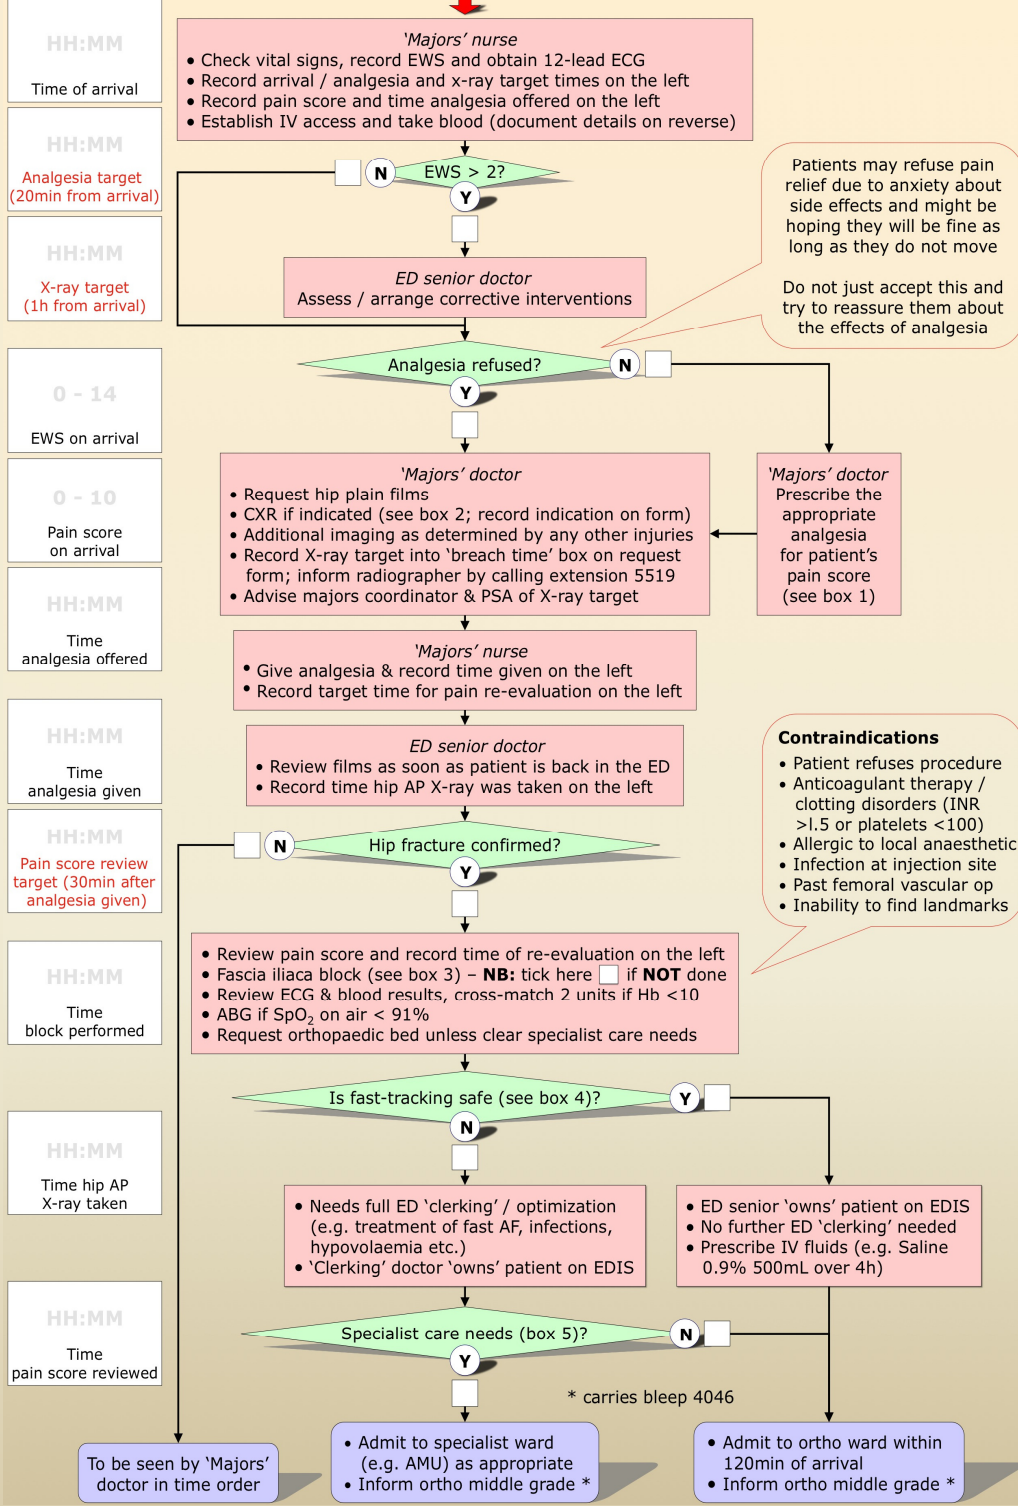 HH:MM
Time of arrival
HH:MM
Analgesia target
(20min from arrival)
HH:MM
X-ray target
(1h from arrival)
0 - 14
EWS on arrival
0 - 10
Pain score
on arrival
HH:MM
Time
analgesia offered
HH:MM
Time
analgesia given
HH:MM
Pain score review
target (30min after
analgesia given)
HH:MM
Time
block performed
HH:MM
Time hip AP
X-ray taken
HH:MM
Time
pain score reviewed
‘Majors’ nurse
• Check vital signs, record EWS and obtain 12-lead ECG
• Record arrival / analgesia and x-ray target times on the left
• Record pain score and time analgesia offered on the left
• Establish IV access and take blood (document details on reverse)
N
EWS > 2?
Y
ED senior doctor
Assess / arrange corrective interventions
Patients may refuse pain
relief due to anxiety about
side effects and might be
hoping they will be fine as
long as they do not move
Do not just accept this and
try to reassure them about
the effects of analgesia
Analgesia refused?
N
Y
‘Majors’ doctor
• Request hip plain films
• CXR if indicated (see box 2; record indication on form)
• Additional imaging as determined by any other injuries
• Record X-ray target into ‘breach time’ box on request
form; inform radiographer by calling extension 5519
• Advise majors coordinator & PSA of X-ray target
‘Majors’ doctor
Prescribe the
appropriate
analgesia
for patient’s
pain score
(see box 1)
‘Majors’ nurse
• Give analgesia & record time given on the left
• Record target time for pain re-evaluation on the left
ED senior doctor
• Review films as soon as patient is back in the ED
• Record time hip AP X-ray was taken on the left
Contraindications
• Patient refuses procedure
• Anticoagulant therapy /
clotting disorders (INR
>l.5 or platelets <100)
• Allergic to local anaesthetic
• Infection at injection site
• Past femoral vascular op
• Inability to find landmarks
N
Hip fracture confirmed?
Y
• Review pain score and record time of re-evaluation on the left
• Fascia iliaca block (see box 3) – NB: tick here if NOT done
• Review ECG & blood results, cross-match 2 units if Hb <10
• ABG if SpO2 on air < 91%
• Request orthopaedic bed unless clear specialist care needs
Is fast-tracking safe (see box 4)?
Y
N
• Needs full ED ‘clerking’ / optimization
(e.g. treatment of fast AF, infections,
hypovolaemia etc.)
• ‘Clerking’ doctor ‘owns’ patient on EDIS
• ED senior ‘owns’ patient on EDIS
• No further ED ‘clerking’ needed
• Prescribe IV fluids (e.g. Saline
0.9% 500mL over 4h)
Specialist care needs (box 5)?
N
Y
* carries bleep 4046
To be seen by ‘Majors’
doctor in time order
• Admit to specialist ward
(e.g. AMU) as appropriate
• Inform ortho middle grade *
• Admit to ortho ward within
120min of arrival
• Inform ortho middle grade *